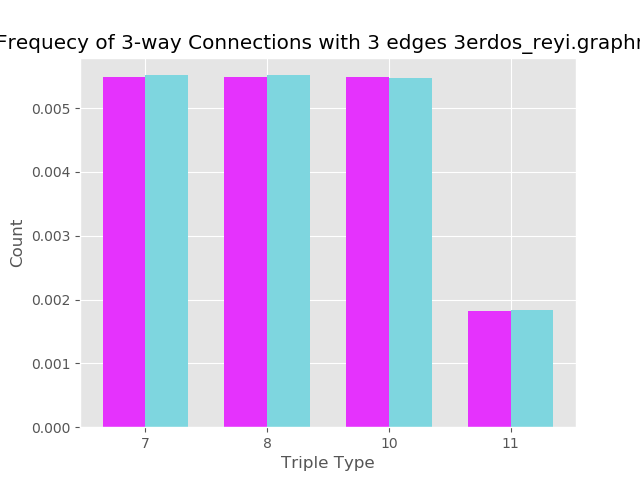 Frequecy of 3-way Connections with 3 edges 3erdos_reyi.graphr
Count
0.005
0.004
0.003
0.002
0.001
0.000
7 8 10 11
Triple Type